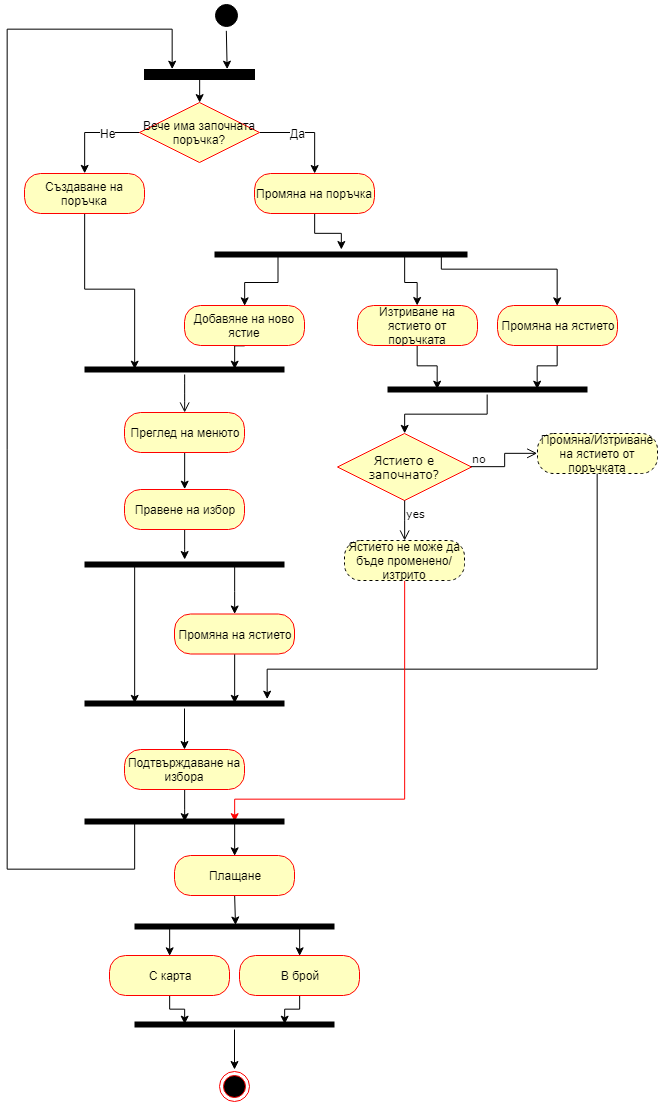 Вече има започната
поръчка?
Не
Да
Създаване на
поръчка
Промяна на поръчка
Добавяне на ново
ястие
Изтриване на
ястието от
поръчката
Промяна на ястието
Преглед на менюто
Ястието е
започнато?
no
Промяна/Изтриване
на ястието от
поръчката
yes
Правене на избор
Ястието не може да
бъде променено/
изтрито
Промяна на ястието
Подтвърждаване на
избора
Плащане
С карта
В брой